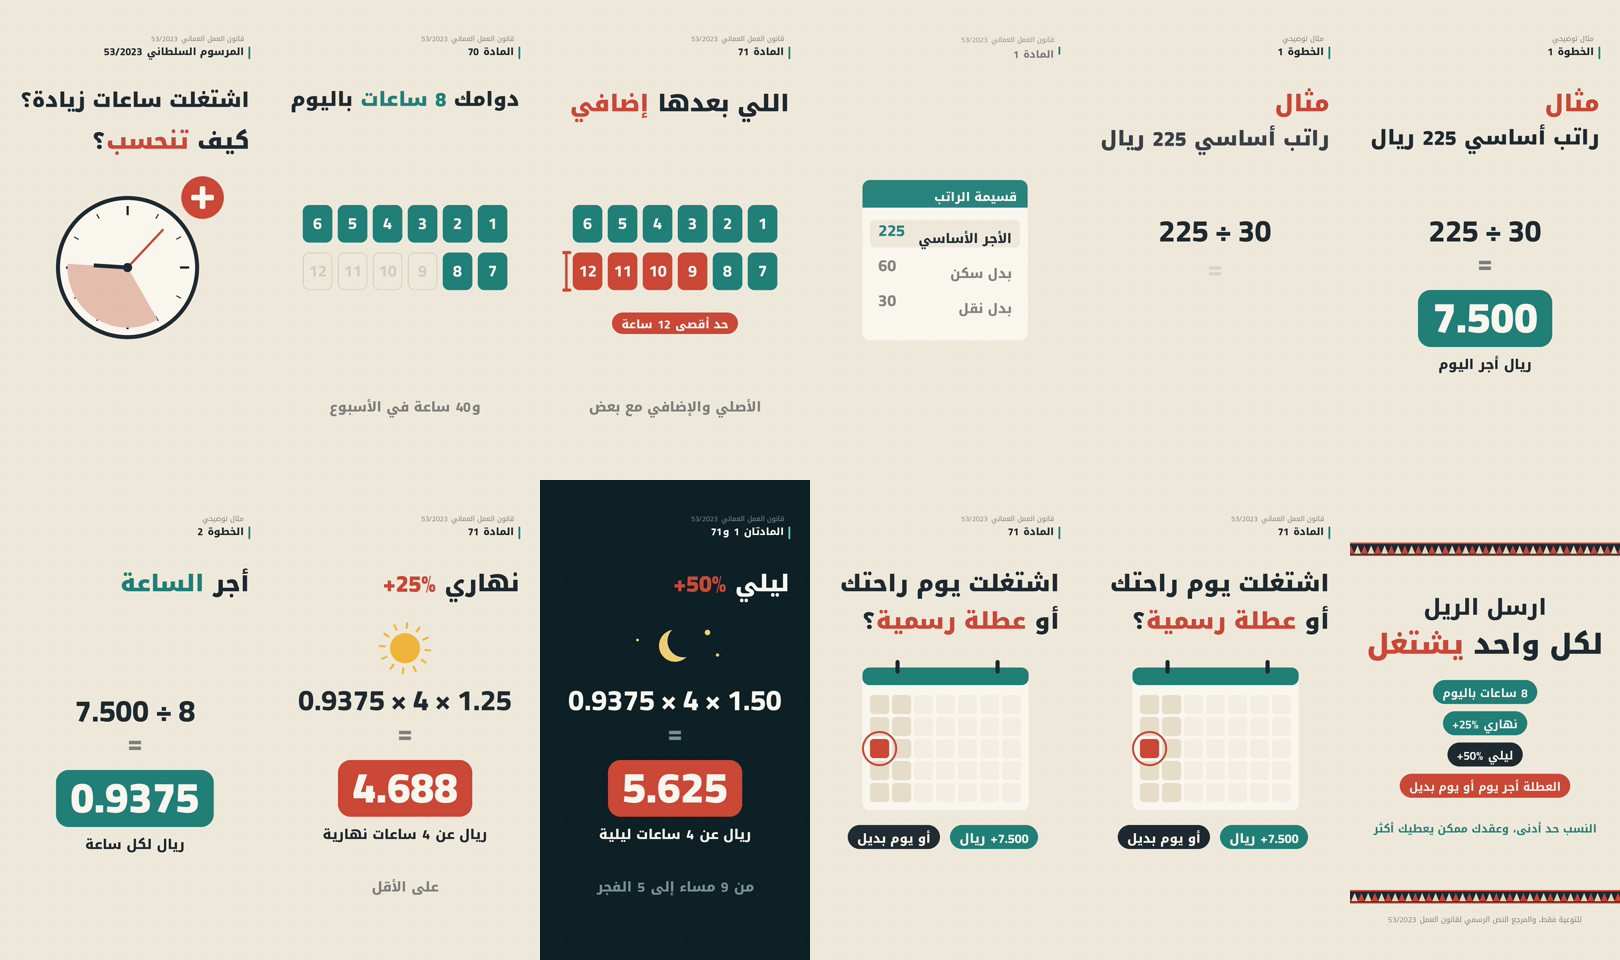 قانون العمل العماني 53/2023
المرسوم السلطاني 53/2023
اشتغلت ساعات زيادة؟
كيف تنحسب؟
قانون العمل العماني 53/2023
المادة 70
دوامك 8 ساعات باليوم
1 2 3 4 5 6
7 8 9 10 11 12
و40 ساعة في الأسبوع
قانون العمل العماني 53/2023
المادة 71
اللي بعدها إضافي
1 2 3 4 5 6
7 8 9 10 11 12
حد أقصى 12 ساعة
الأصلي والإضافي مع بعض
قانون العمل العماني 53/2023
المادة 1
قسيمة الراتب
الأجر الأساسي 225
بدل سكن 60
بدل نقل 30
مثال توضيحي
الخطوة 1
مثال
راتب أساسي 225 ريال
225 ÷ 30
=
مثال توضيحي
الخطوة 1
مثال
راتب أساسي 225 ريال
225 ÷ 30
=
7.500
ريال أجر اليوم
مثال توضيحي
الخطوة 2
أجر الساعة
7.500 ÷ 8
=
0.9375
ريال لكل ساعة
قانون العمل العماني 53/2023
المادة 71
نهاري +25%
0.9375 × 4 × 1.25
=
4.688
ريال عن 4 ساعات نهارية
على الأقل
قانون العمل العماني 53/2023
المادتان 1 و71
ليلي +50%
0.9375 × 4 × 1.50
=
5.625
ريال عن 4 ساعات ليلية
من 9 مساء إلى 5 الفجر
قانون العمل العماني 53/2023
المادة 71
اشتغلت يوم راحتك
أو عطلة رسمية؟
+7.500 ريال
أو يوم بديل
قانون العمل العماني 53/2023
المادة 71
اشتغلت يوم راحتك
أو عطلة رسمية؟
+7.500 ريال
أو يوم بديل
ارسل الريل
لكل واحد يشتغل
8 ساعات باليوم
نهاري +25%
ليلي +50%
العطلة أجر يوم أو يوم بديل
النسب حد أدنى، وعقدك ممكن يعطيك أكثر
للتوعية فقط، والمرجع النص الرسمي لقانون العمل 53/2023